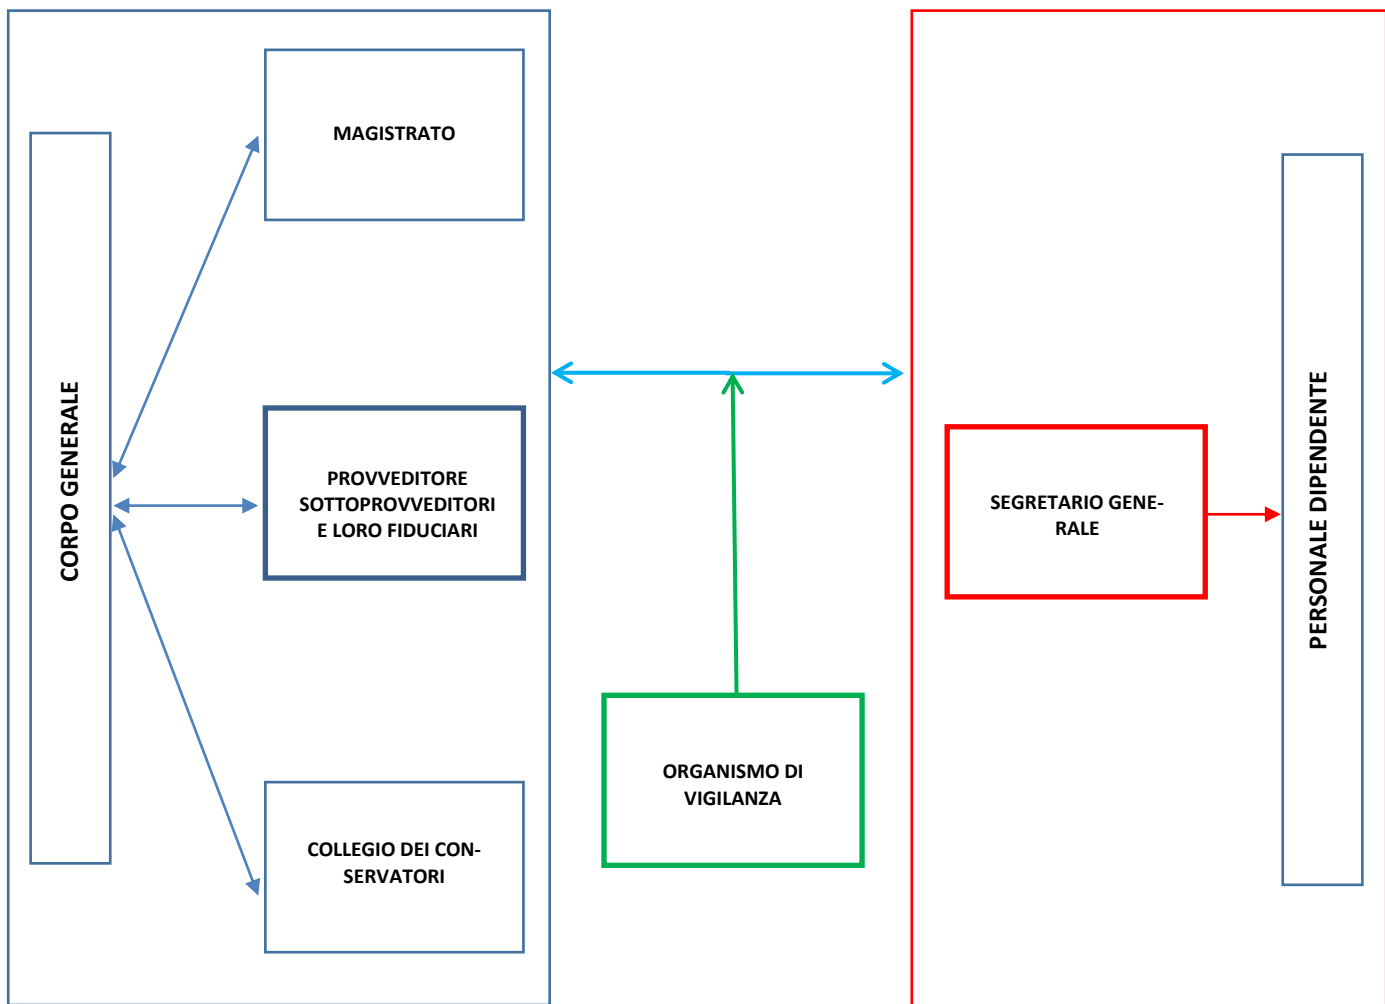 CORPO GENERALE
MAGISTRATO
PROVVEDITORE
SOTTOPROVVEDITORI
E LORO FIDUCIARI
COLLEGIO DEI CON-
SERVATORI
ORGANISMO DI
VIGILANZA
SEGRETARIO GENE-
RALE
PERSONALE DIPENDENTE